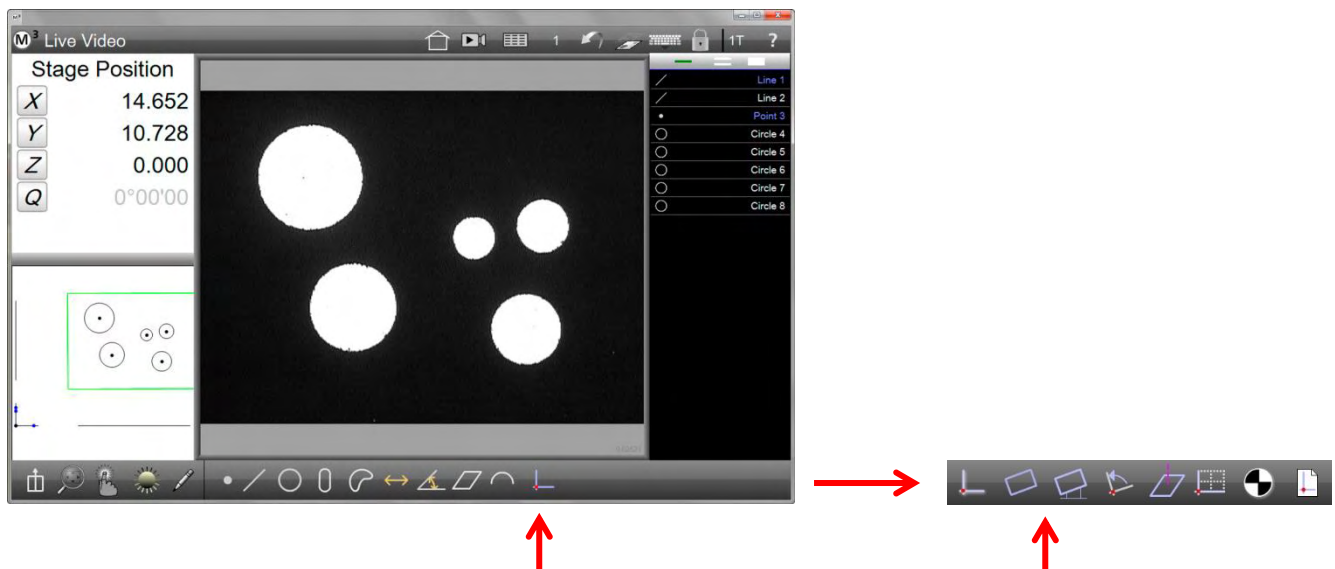 M³
M³ Live Video
1
1T ?
Stage Position
X 14.652
Y 10.728
Z 0.000
Q 0°00'00
Line 1
Line 2
Point 3
Circle 4
Circle 5
Circle 6
Circle 7
Circle 8